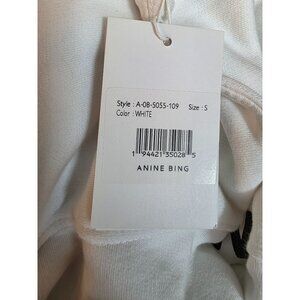 Style : A-08-5055-109 Size : S
Color : WHITE
1 94421 35028 5
ANINE BING